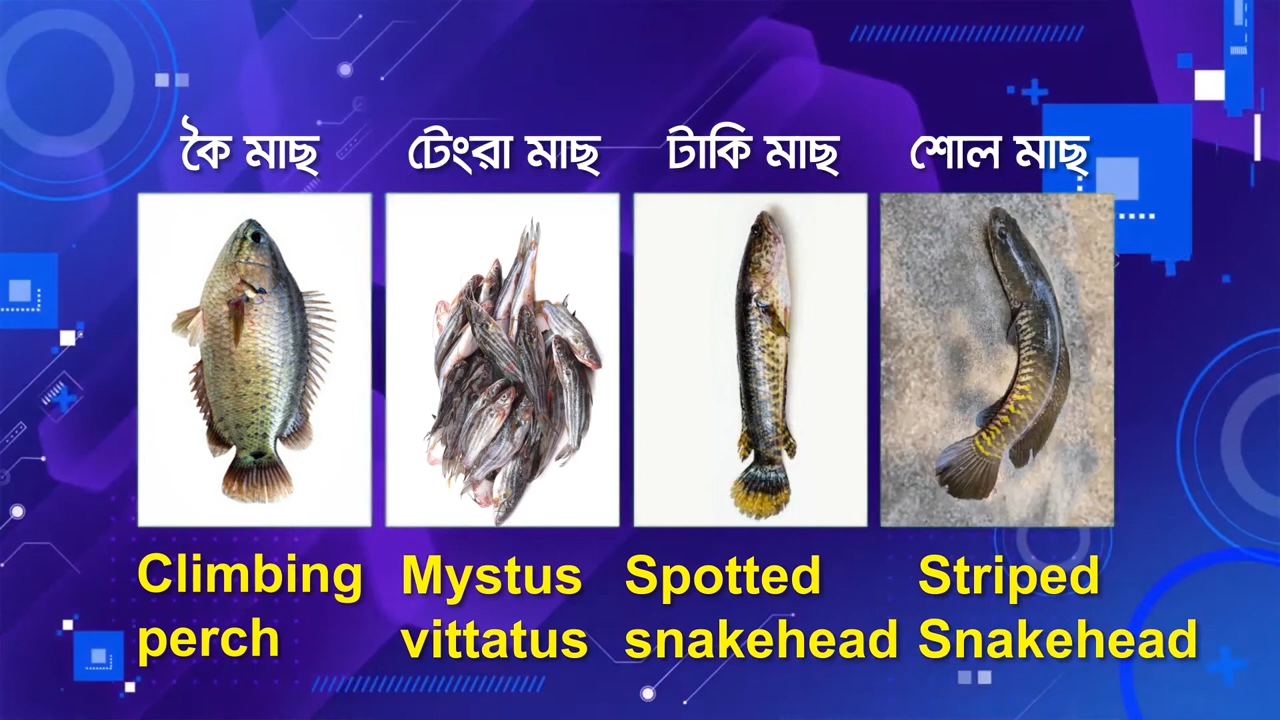 কৈ মাছ
টেংরা মাছ
টাকি মাছ
শোল মাছ
Climbing
perch
Mystus
vittatus
Spotted
snakehead
Striped
Snakehead